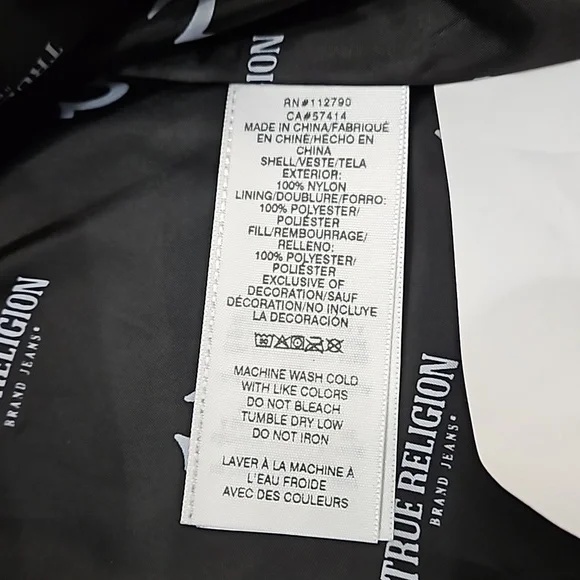 ION
RN#112790
CA#57414
MADE IN CHINA/FABRIQUÉ
EN CHINE/HECHO EN
CHINA
SHELL/VESTE/TELA
EXTERIOR:
100% NYLON
LINING/DOUBLURE/FORRO:
100% POLYESTER/
POLIÉSTER
FILL/REMBOURRAGE/
RELLENO:
100% POLYESTER/
POLIÉSTER
EXCLUSIVE OF
DECORATION/SAUF
DÉCORATION/NO INCLUYE
LA DECORACIÓN
MACHINE WASH COLD
WITH LIKE COLORS
DO NOT BLEACH
TUMBLE DRY LOW
DO NOT IRON
LAVER À LA MACHINE À
L'EAU FROIDE
AVEC DES COULEURS
RELIGION
BRAND JEANS®
TRUE RELIGION
BRAND JEANS®